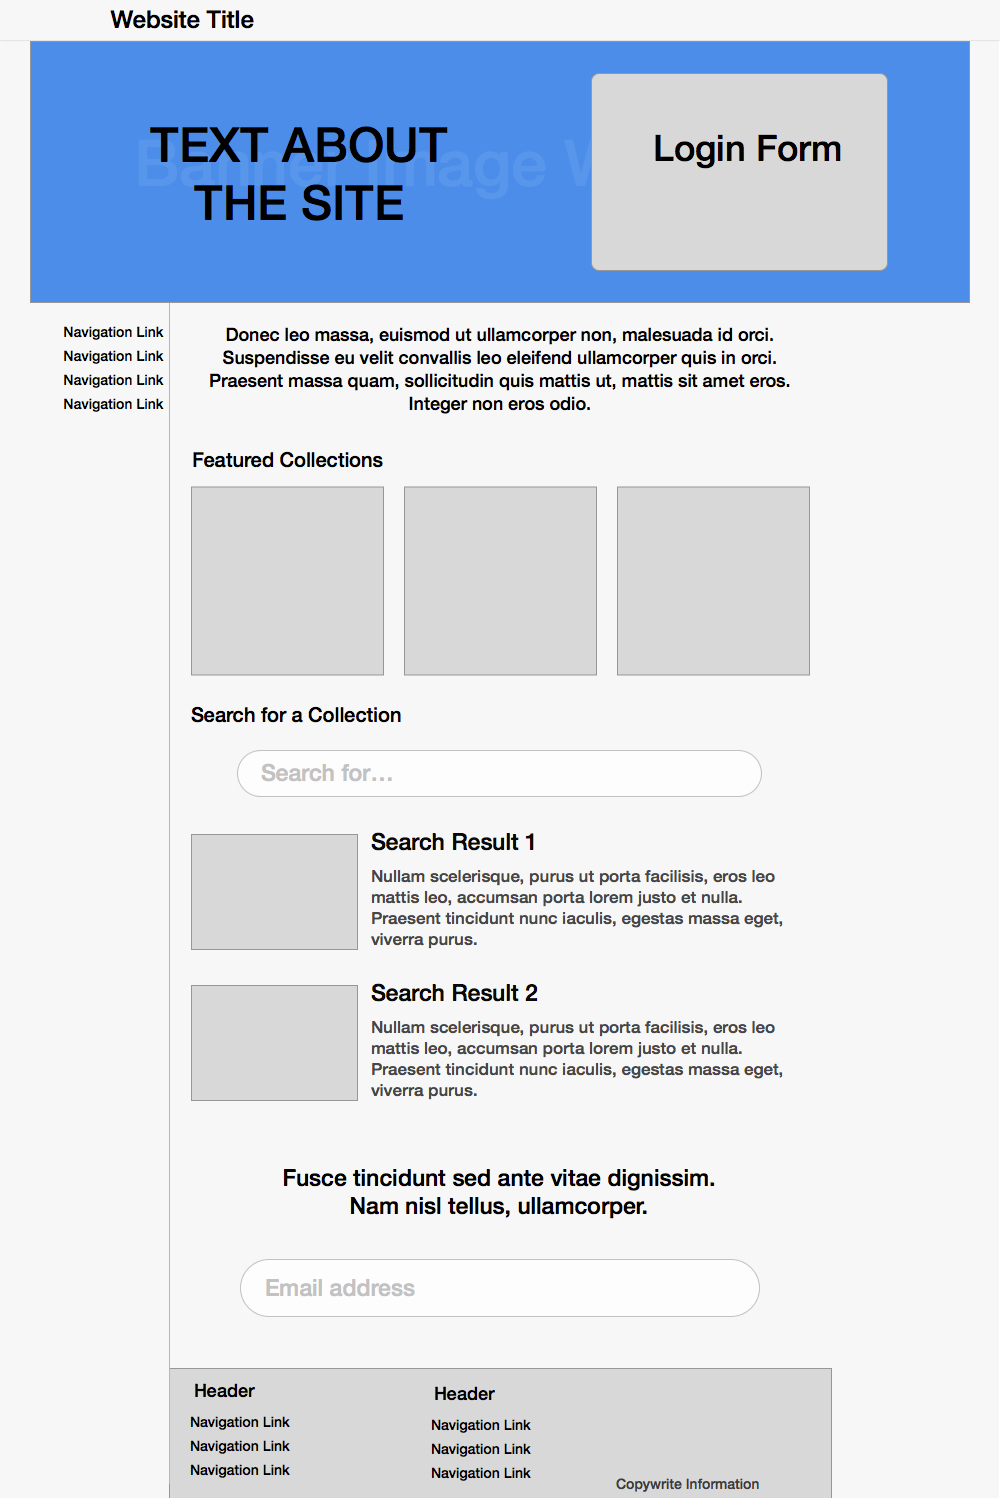 Website Title
Banner Image W
TEXT ABOUT
THE SITE
Login Form
Navigation Link
Navigation Link
Navigation Link
Navigation Link
Donec leo massa, euismod ut ullamcorper non, malesuada id orci.
Suspendisse eu velit convallis leo eleifend ullamcorper quis in orci.
Praesent massa quam, sollicitudin quis mattis ut, mattis sit amet eros.
Integer non eros odio.
Featured Collections
Search for a Collection
Search for...
Search Result 1
Nullam scelerisque, purus ut porta facilisis, eros leo
mattis leo, accumsan porta lorem justo et nulla.
Praesent tincidunt nunc iaculis, egestas massa eget,
viverra purus.
Search Result 2
Nullam scelerisque, purus ut porta facilisis, eros leo
mattis leo, accumsan porta lorem justo et nulla.
Praesent tincidunt nunc iaculis, egestas massa eget,
viverra purus.
Fusce tincidunt sed ante vitae dignissim.
Nam nisl tellus, ullamcorper.
Email address
Header
Navigation Link
Navigation Link
Navigation Link
Header
Navigation Link
Navigation Link
Navigation Link
Copywrite Information